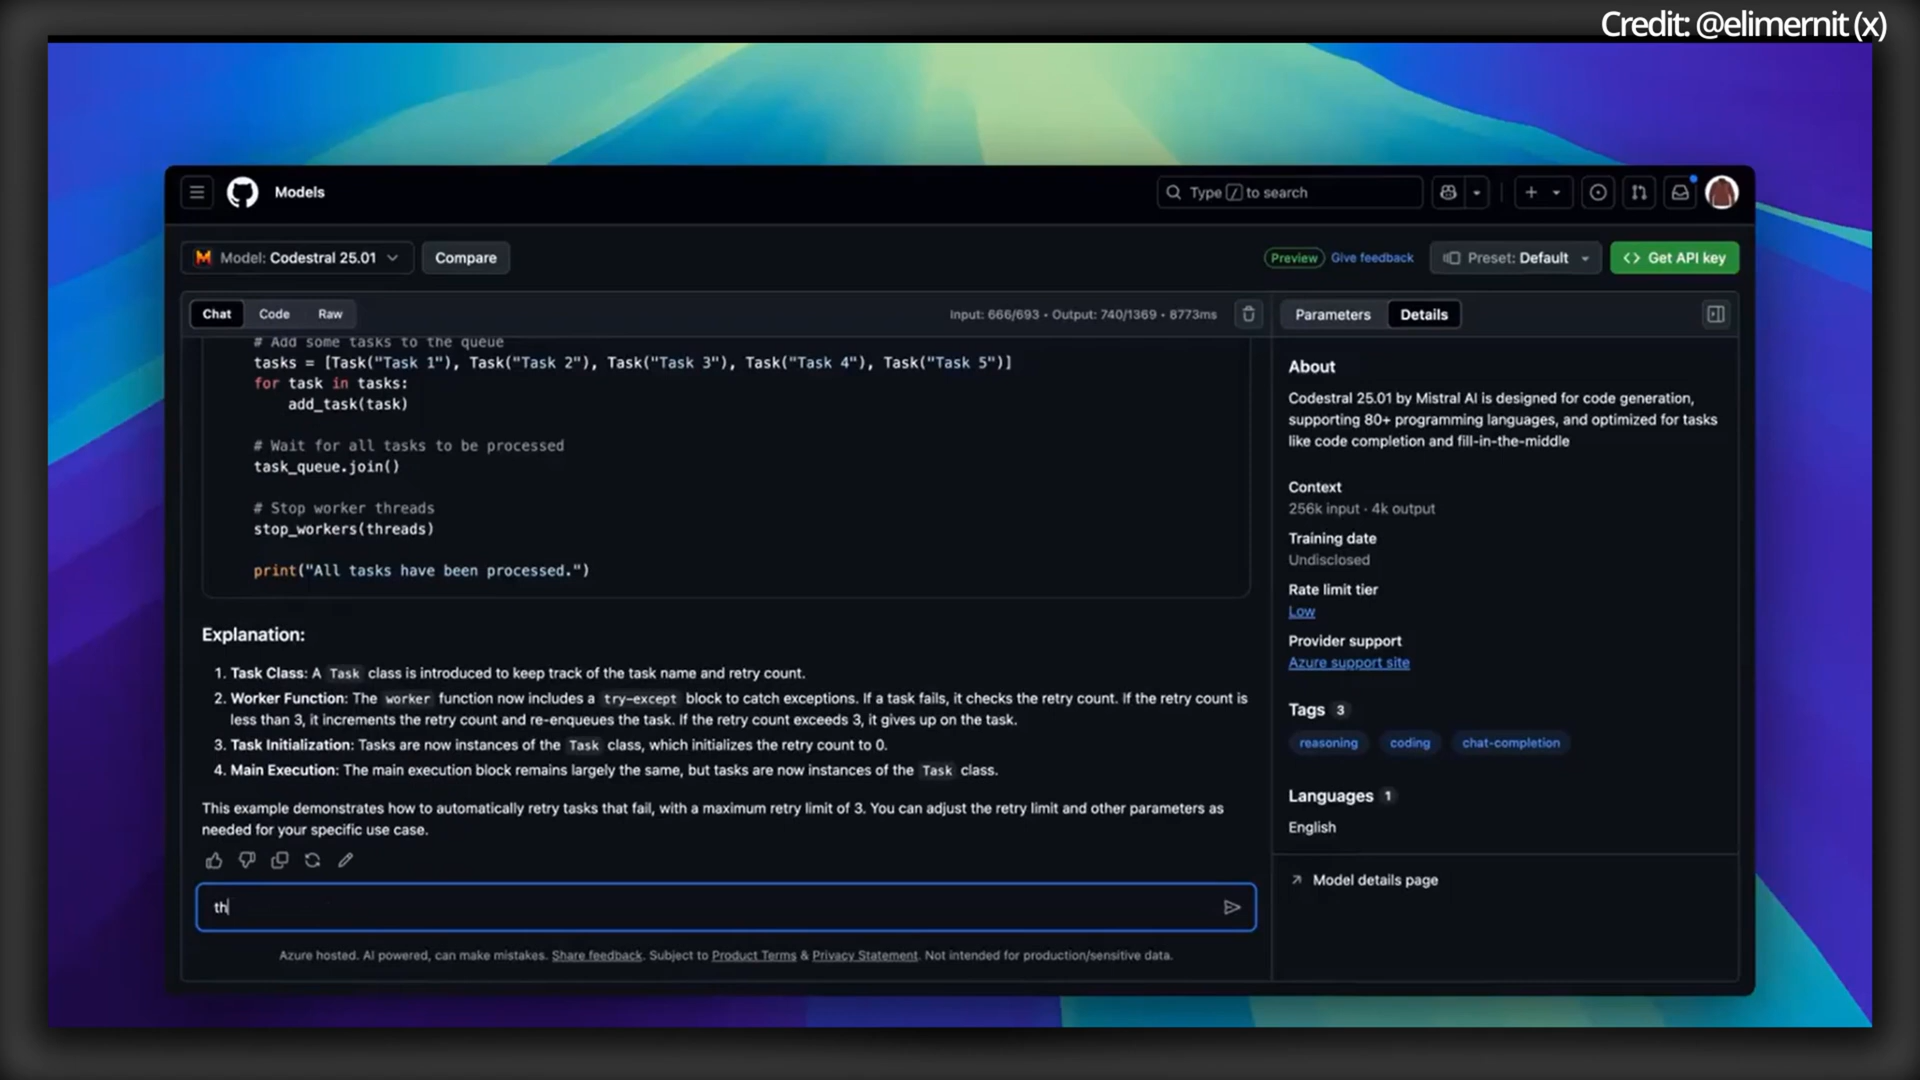 Credit: @elimernit (x)
Models
Type / to search
Model: Codestral 25.01
Compare
Preview
Give feedback
Preset: Default
Get API key
Chat
Code
Raw
Input: 666/693 • Output: 740/1369 • 8773ms
Parameters
Details
# Add some tasks to the queue
tasks = [Task("Task 1"), Task("Task 2"), Task("Task 3"), Task("Task 4"), Task("Task 5")]
for task in tasks:
    add_task(task)
# Wait for all tasks to be processed
task_queue.join()
# Stop worker threads
stop_workers(threads)
print("All tasks have been processed.")
Explanation:
1. Task Class: A Task class is introduced to keep track of the task name and retry count.
2. Worker Function: The worker function now includes a try-except block to catch exceptions. If a task fails, it checks the retry count. If the retry count is
less than 3, it increments the retry count and re-enqueues the task. If the retry count exceeds 3, it gives up on the task.
3. Task Initialization: Tasks are now instances of the Task class, which initializes the retry count to 0.
4. Main Execution: The main execution block remains largely the same, but tasks are now instances of the Task class.
This example demonstrates how to automatically retry tasks that fail, with a maximum retry limit of 3. You can adjust the retry limit and other parameters as
needed for your specific use case.
th
Azure hosted. AI powered, can make mistakes. Share feedback. Subject to Product Terms & Privacy Statement. Not intended for production/sensitive data.
About
Codestral 25.01 by Mistral AI is designed for code generation,
supporting 80+ programming languages, and optimized for tasks
like code completion and fill-in-the-middle
Context
256k input · 4k output
Training date
Undisclosed
Rate limit tier
Low
Provider support
Azure support site
Tags 3
reasoning
coding
chat-completion
Languages 1
English
Model details page